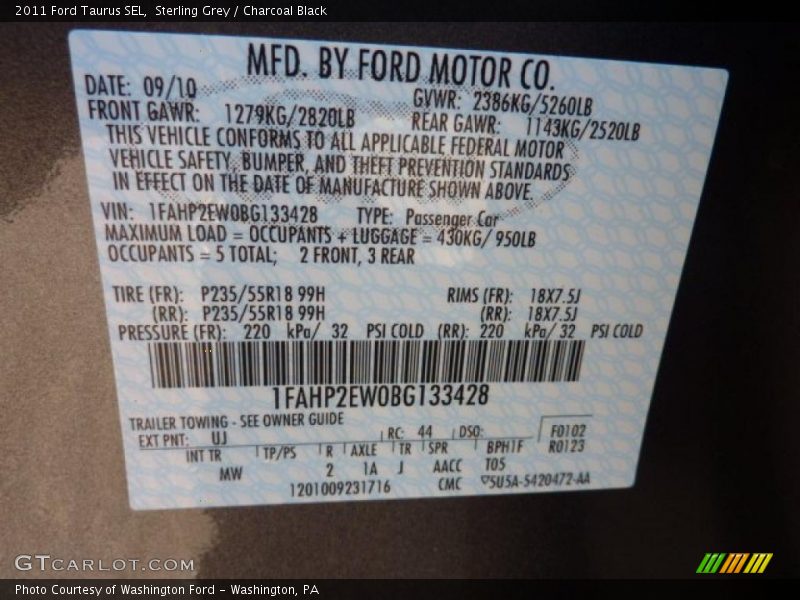 2011 Ford Taurus SEL,  Sterling Grey / Charcoal Black
MFD. BY FORD MOTOR CO.
DATE: 09/10 GVWR: 2386KG/5260LB
FRONT GAWR: 1279KG/2820LB REAR GAWR: 1143KG/2520LB
THIS VEHICLE CONFORMS TO ALL APPLICABLE FEDERAL MOTOR
VEHICLE SAFETY, BUMPER, AND THEFT PREVENTION STANDARDS
IN EFFECT ON THE DATE OF MANUFACTURE SHOWN ABOVE.
VIN: 1FAHP2EW0BG133428 TYPE: Passenger Car
MAXIMUM LOAD = OCCUPANTS + LUGGAGE = 430KG/ 950LB
OCCUPANTS = 5 TOTAL; 2 FRONT, 3 REAR
TIRE (FR): P235/55R18 99H RIMS (FR): 18X7.5J
(RR): P235/55R18 99H (RR): 18X7.5J
PRESSURE (FR): 220 kPa/ 32 PSI COLD (RR): 220 kPa/ 32 PSI COLD
1FAHP2EW0BG133428
TRAILER TOWING - SEE OWNER GUIDE
EXT PNT: UJ RC: 44 DSO: F0102
INT TR TP/PS R AXLE TR SPR BPH1F R0123
MW 2 1A J AACC T05
1201009231716 CMC 5U5A-5420472-AA
GTCARLOT.COM
Photo Courtesy of Washington Ford - Washington, PA